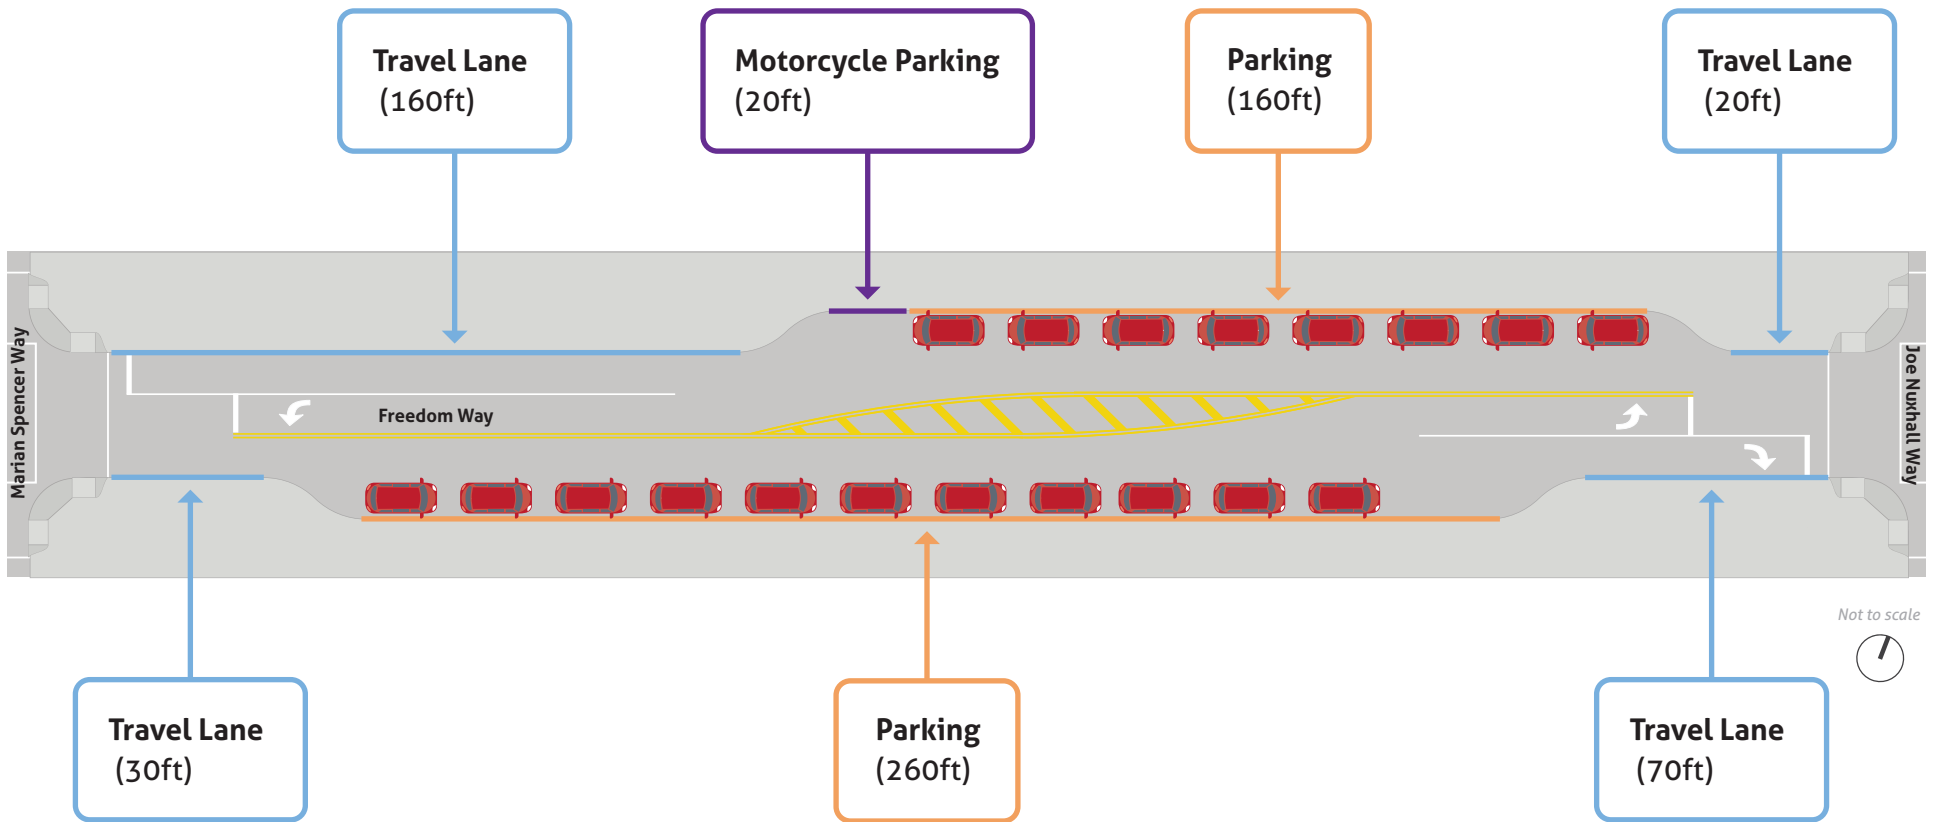 Travel Lane
(160ft)
Motorcycle Parking
(20ft)
Parking
(160ft)
Travel Lane
(20ft)
Marian Spencer Way
Freedom Way
Joe Nuxhall Way
Not to scale
Travel Lane
(30ft)
Parking
(260ft)
Travel Lane
(70ft)